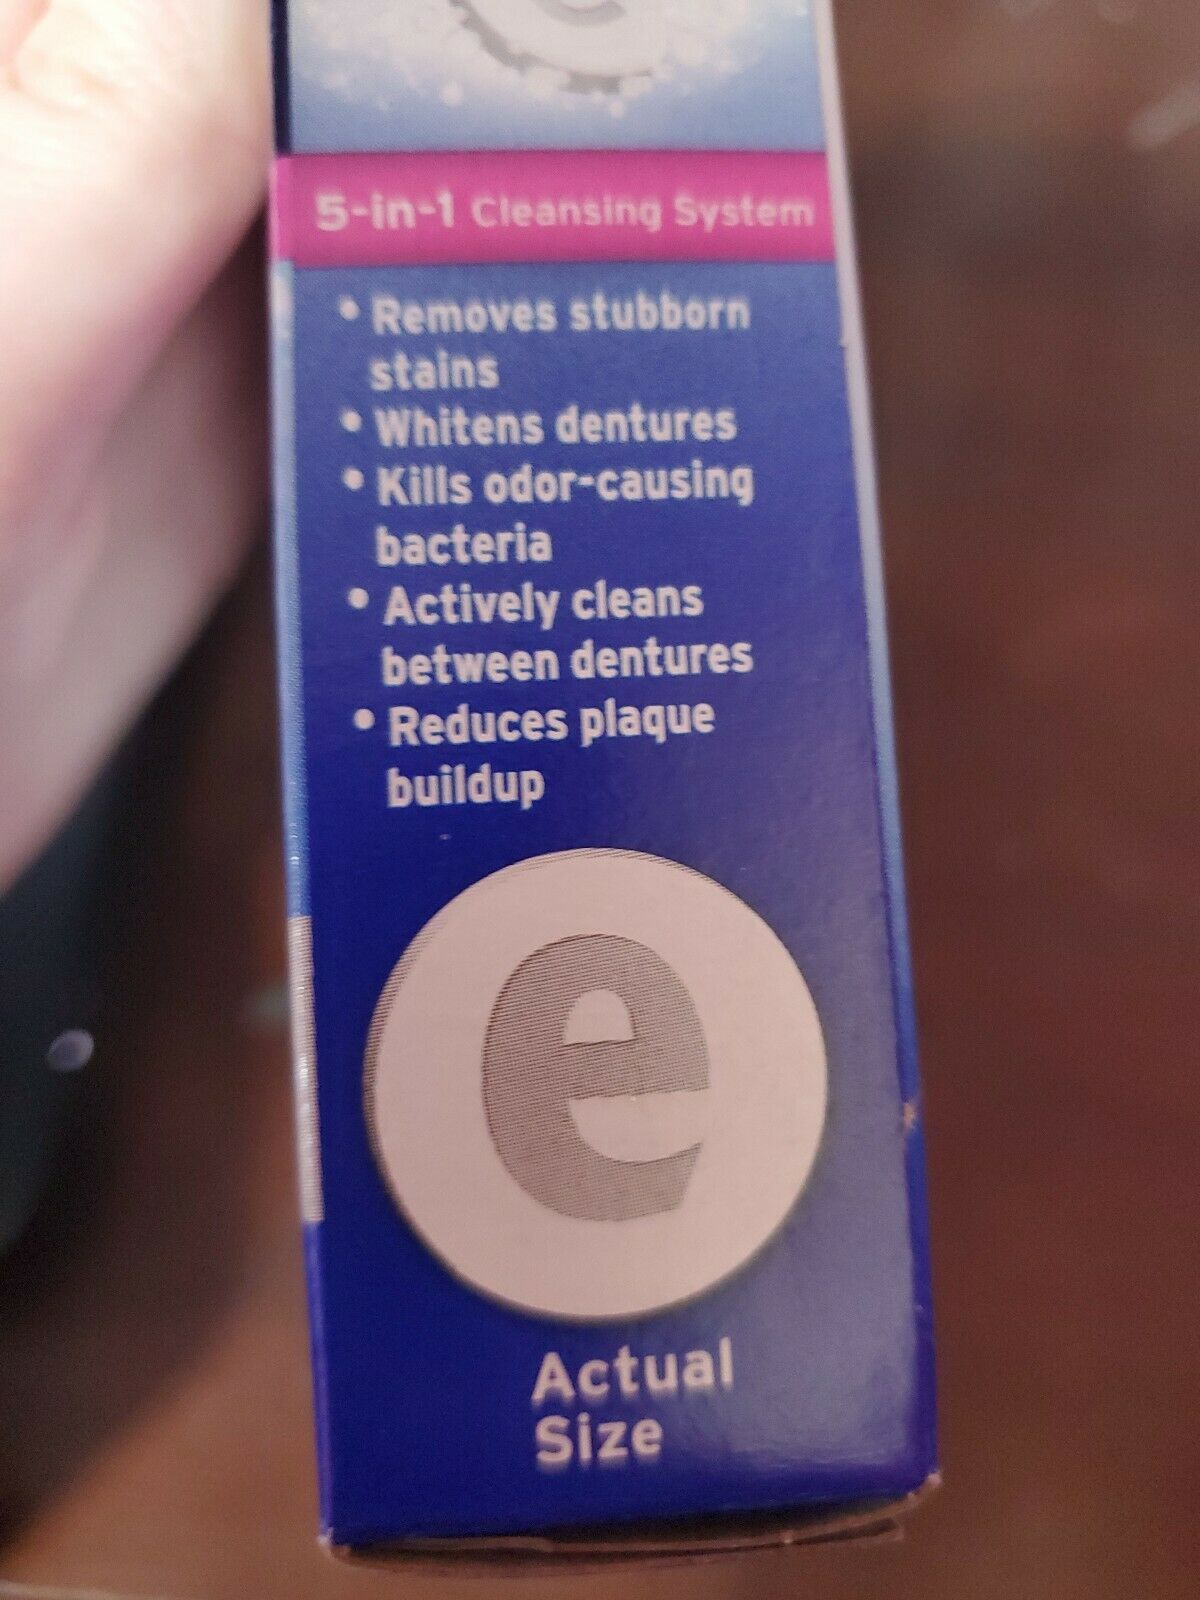 5-in-1 Cleansing System
• Removes stubborn
stains
• Whitens dentures
• Kills odor-causing
bacteria
• Actively cleans
between dentures
• Reduces plaque
buildup
e
Actual
Size